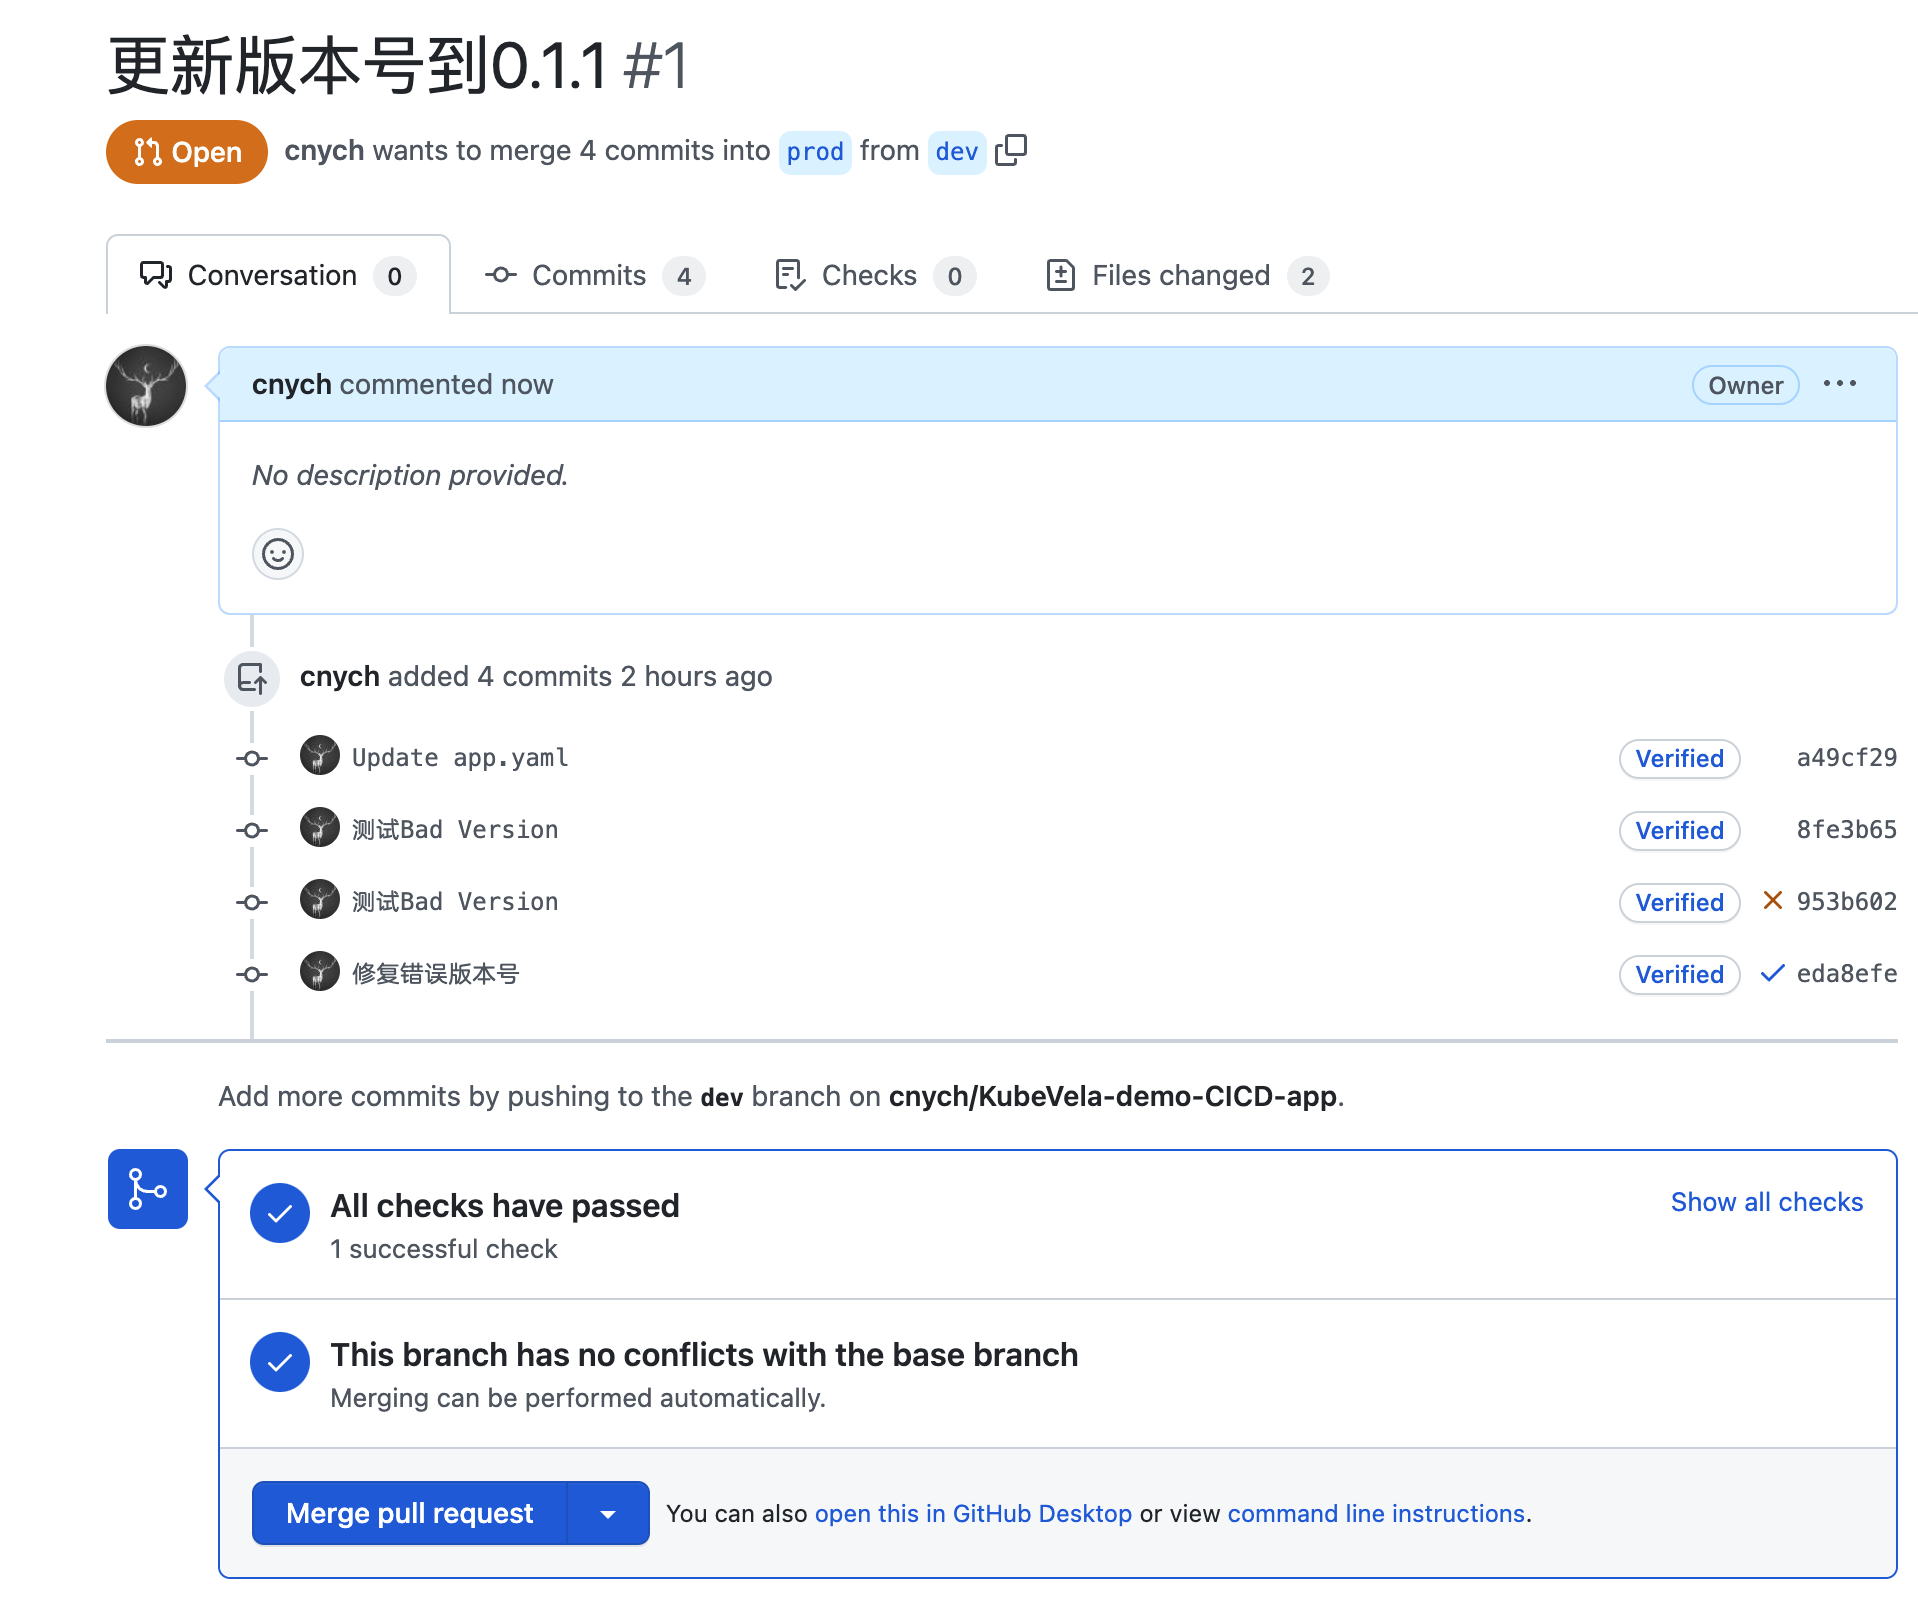 更新版本号到0.1.1 #1
Open cnych wants to merge 4 commits into prod from dev
Conversation 0 Commits 4 Checks 0 Files changed 2
cnych commented now Owner
No description provided.
cnych added 4 commits 2 hours ago
Update app.yaml Verified a49cf29
测试Bad Version Verified 8fe3b65
测试Bad Version Verified 953b602
修复错误版本号 Verified eda8efe
Add more commits by pushing to the dev branch on cnych/KubeVela-demo-CICD-app.
All checks have passed Show all checks
1 successful check
This branch has no conflicts with the base branch
Merging can be performed automatically.
Merge pull request You can also open this in GitHub Desktop or view command line instructions.